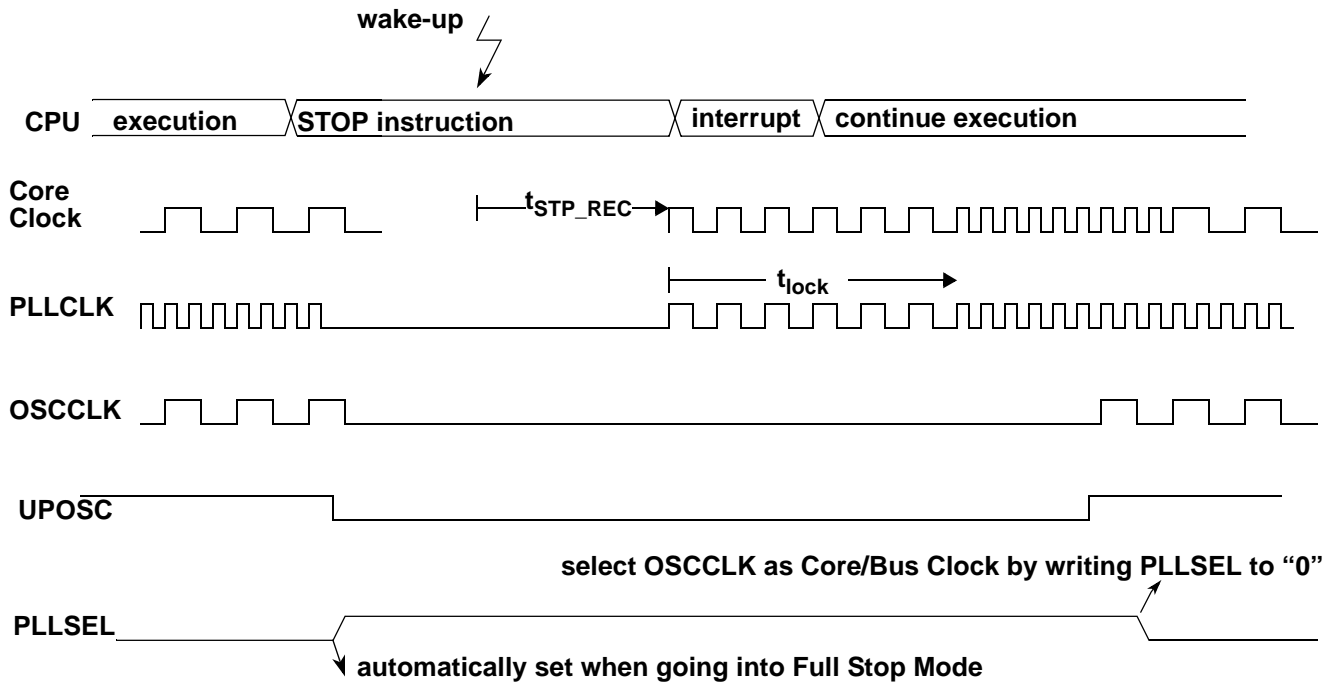 wake-up
CPU execution STOP instruction interrupt continue execution
Core
Clock
tSTP_REC
tlock
PLLCLK
OSCCLK
UPOSC
select OSCCLK as Core/Bus Clock by writing PLLSEL to “0”
PLLSEL
automatically set when going into Full Stop Mode